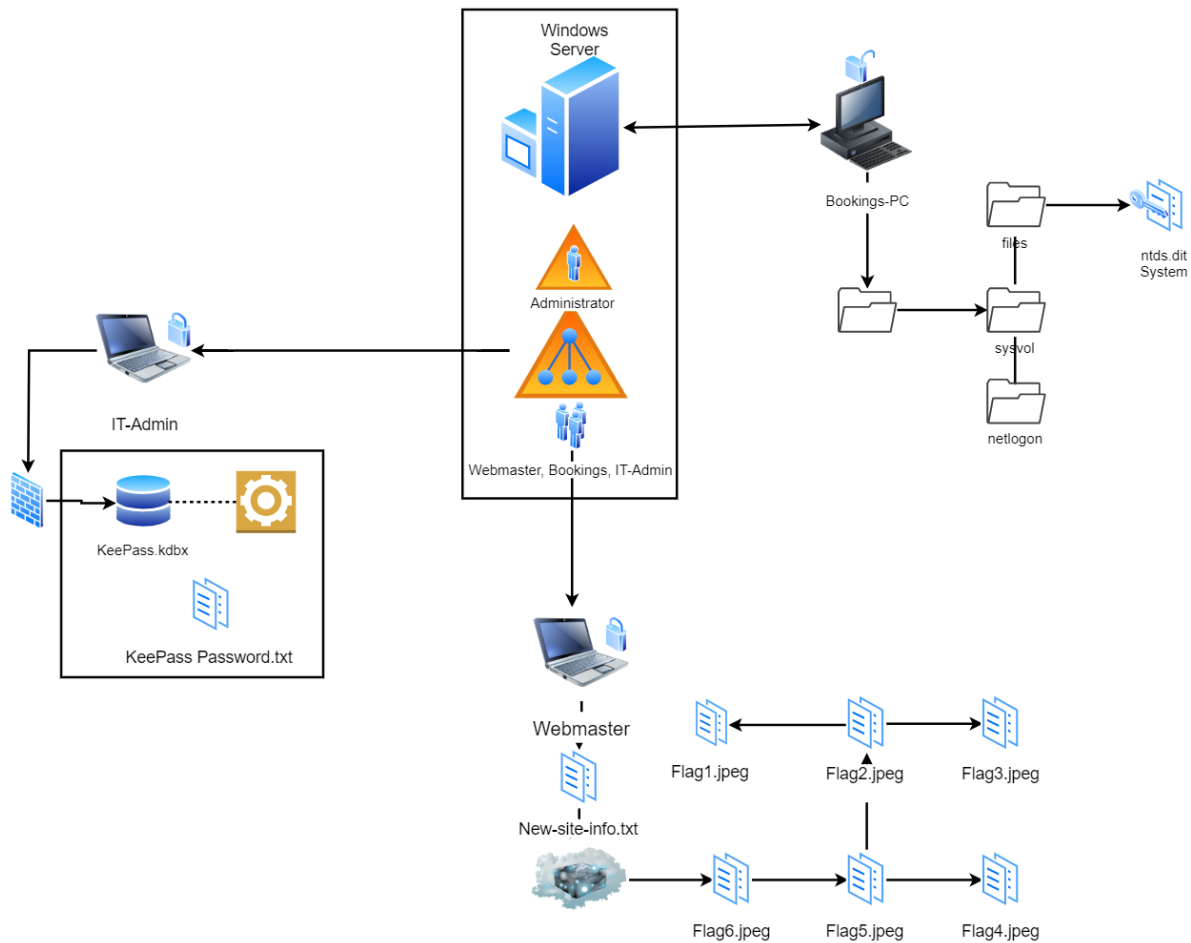 Windows
Server
Bookings-PC
files
ntds.dit
System
Administrator
sysvol
IT-Admin
netlogon
Webmaster, Bookings, IT-Admin
KeePass.kdbx
KeePass Password.txt
Webmaster
Flag1.jpeg
Flag2.jpeg
Flag3.jpeg
New-site-info.txt
Flag6.jpeg
Flag5.jpeg
Flag4.jpeg